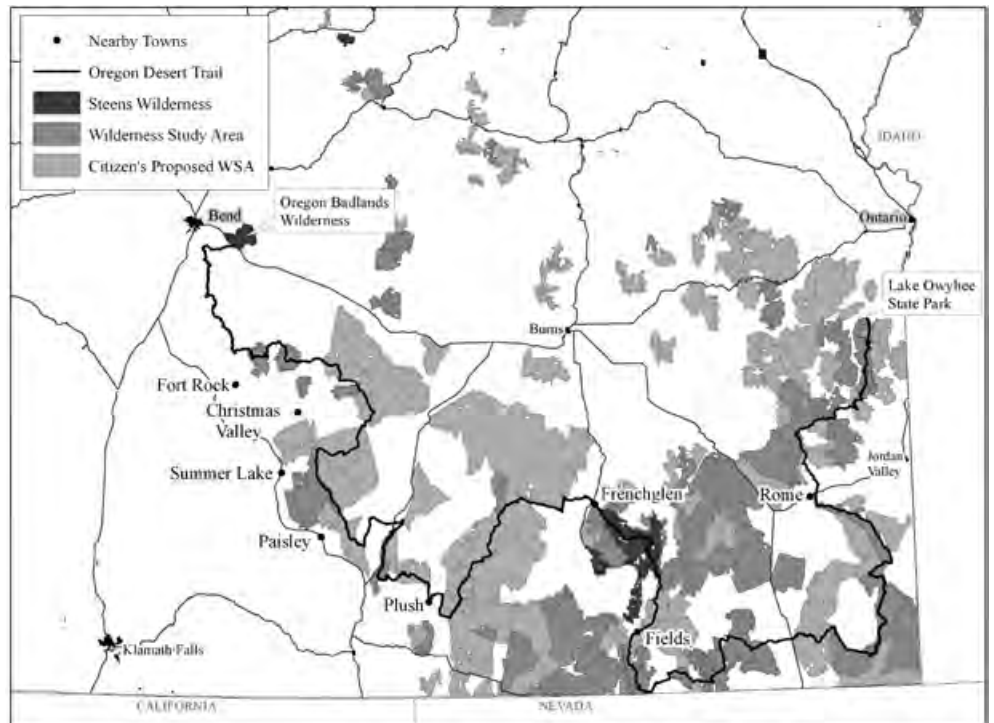 Nearby Towns
Oregon Desert Trail
Steens Wilderness
Wilderness Study Area
Citizen's Proposed WSA
IDAHO
Oregon Badlands
Wilderness
Bend
Ontario
Lake Owyhee
State Park
Burns
Fort Rock
Christmas
Valley
Summer Lake
Jordan
Valley
Frenchglen
Rome
Paisley
Plush
Fields
Klamath Falls
CALIFORNIA
NEVADA